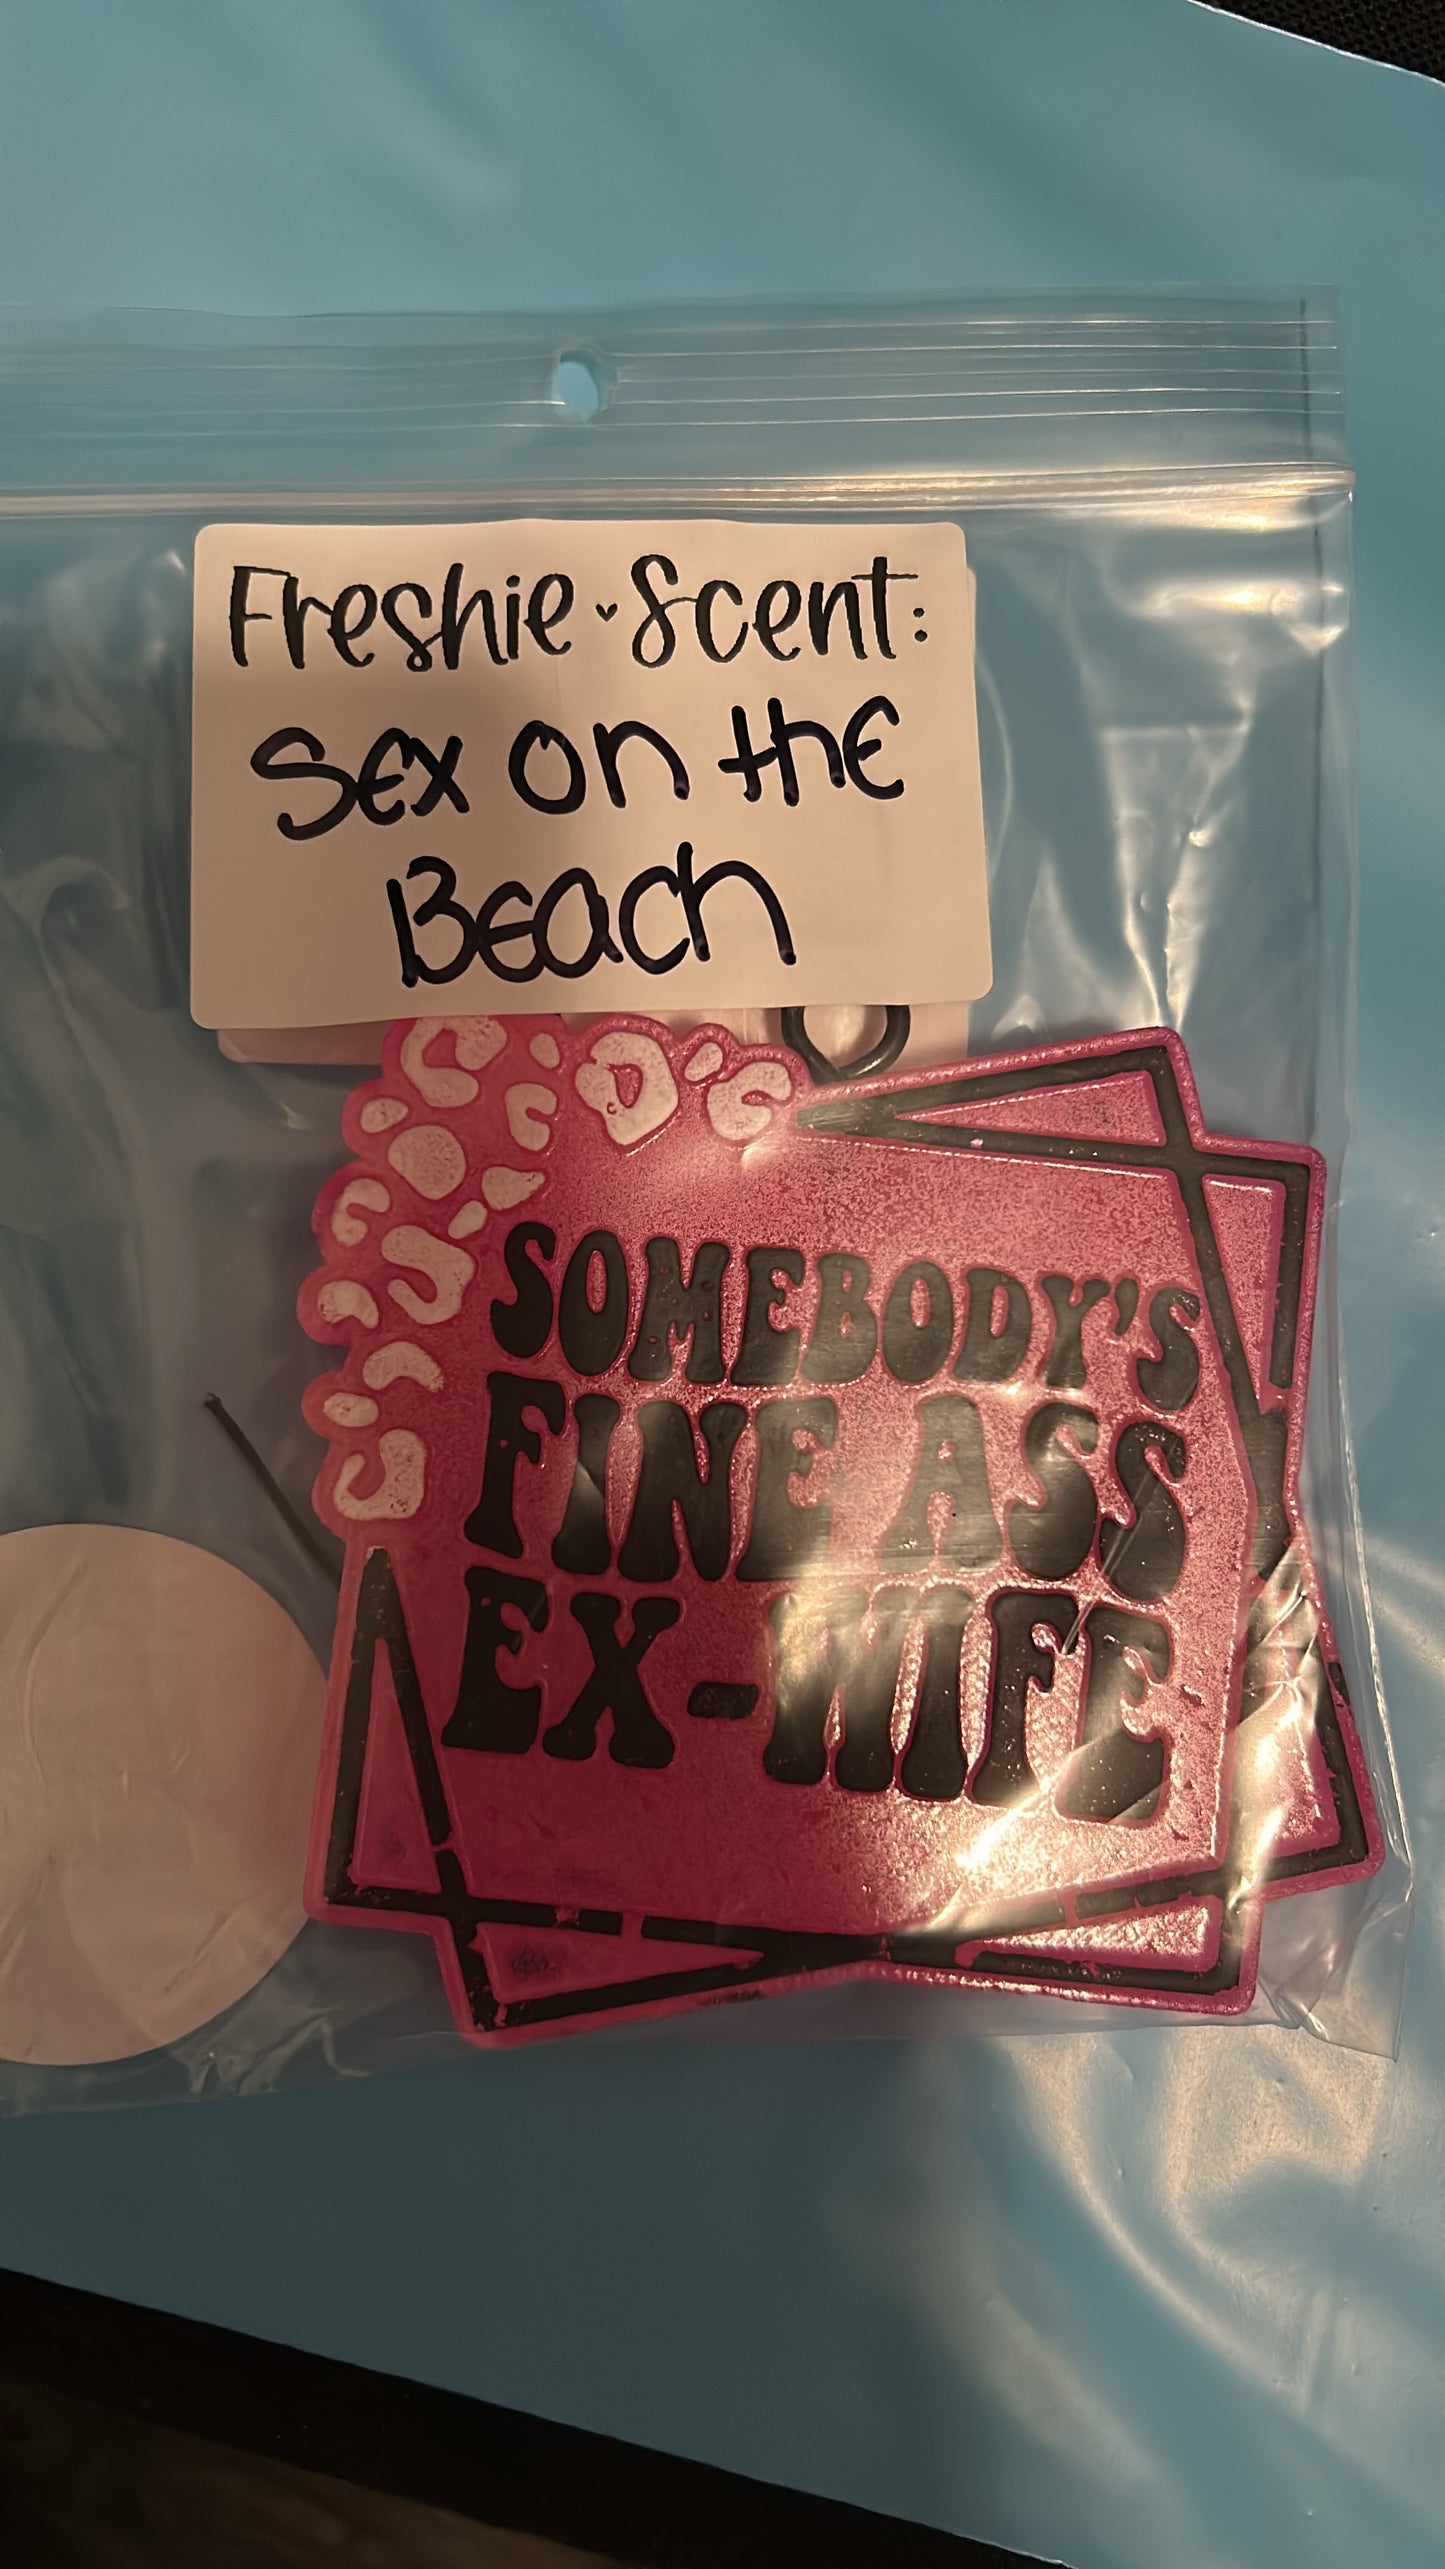 Freshie Scent:
Sex on the
Beach
SOMEBODY'S
FINE ASS
EX-WIFE